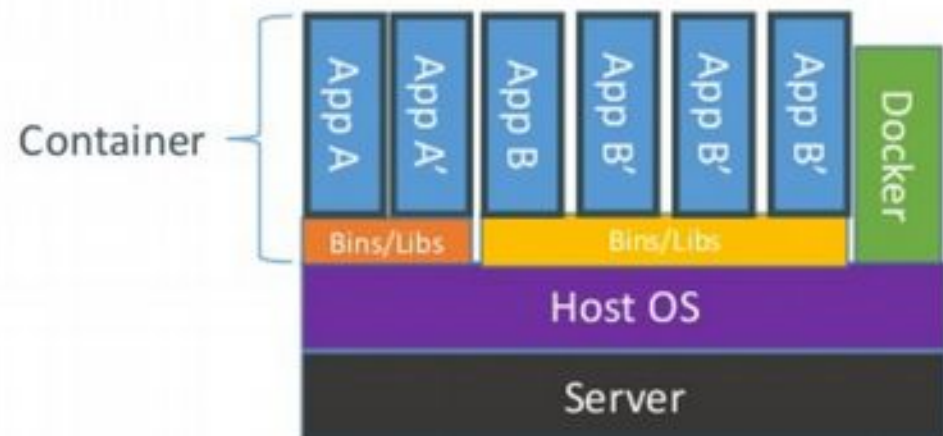 Container
App A
App A’
App B
App B’
App B’
App B’
Docker
Bins/Libs
Bins/Libs
Host OS
Server